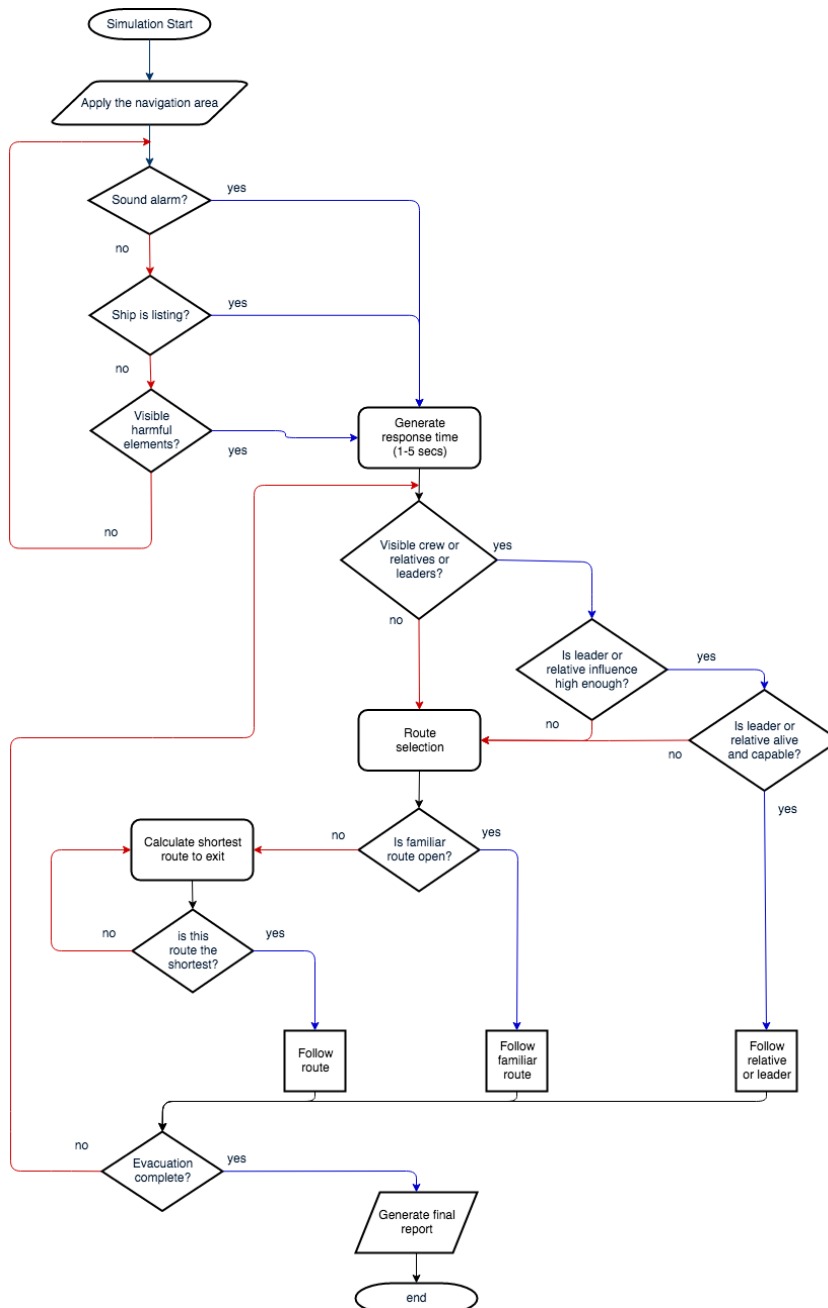 Simulation Start
Apply the navigation area
Sound alarm?
yes
no
Ship is listing?
yes
no
Visible
harmful
elements?
yes
no
Generate
response time
(1-5 secs)
Visible crew or
relatives or
leaders?
yes
no
Is leader or
relative influence
high enough?
yes
no
Is leader or
relative alive
and capable?
no
yes
Route
selection
Is familiar
route open?
no
yes
Calculate shortest
route to exit
is this
route the
shortest?
no
yes
Follow
route
Follow
familiar
route
Follow
relative
or leader
Evacuation
complete?
no
yes
Generate final
report
end